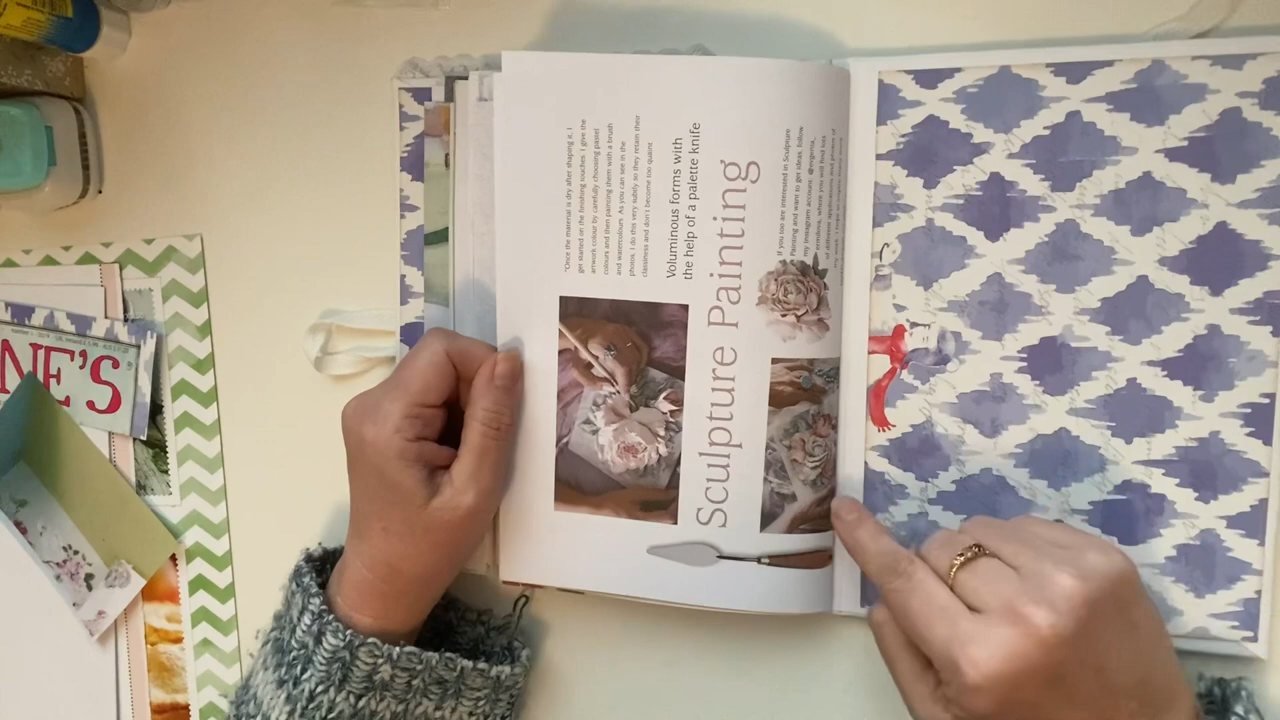 "Once the material is dry after shaping it, I
get started on the finishing touches. I give the
artwork colour by carefully choosing pastel
colours and then painting them with a brush
and watercolours. As you can see in the
photos, I do this very subtly so they retain their
classiness and don't become too quaint
Voluminous forms with
the help of a palette knife
Sculpture Painting
If you too are interested in Sculpture
Painting and want to get ideas, follow
my Instagram account: @evgenia_
ermilova, where you will find lots
of different applications and photos of
NE'S